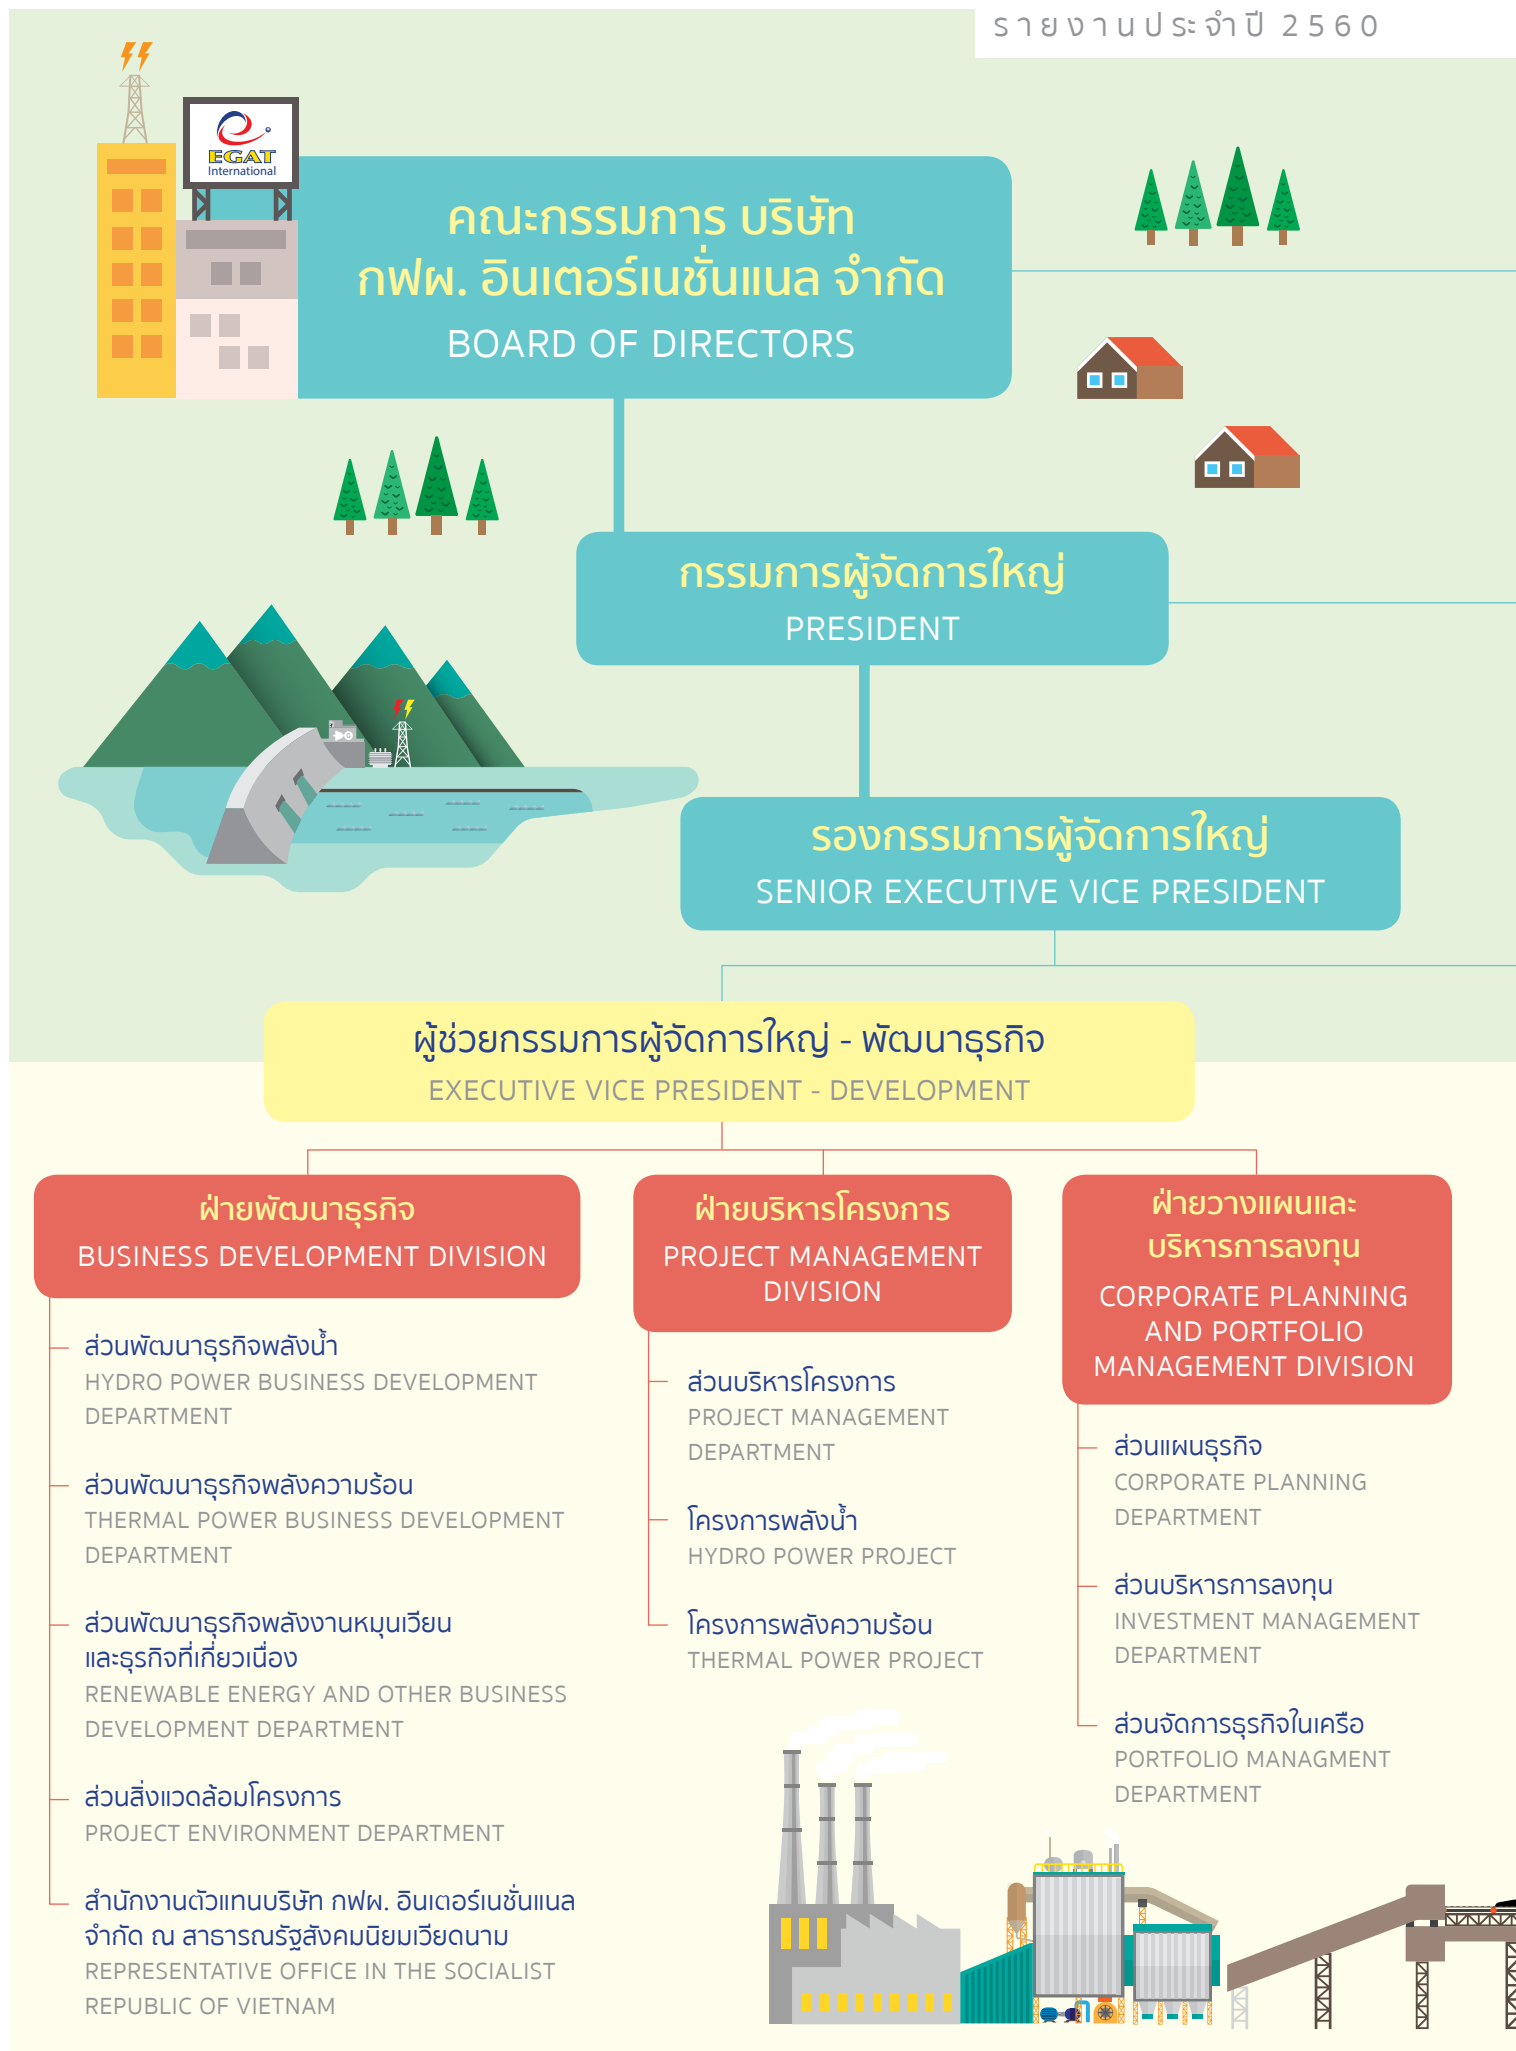 รายงานประจำปี 2560
EGAT
International
คณะกรรมการ บริษัท
กฟผ. อินเตอร์เนชั่นแนล จำกัด
BOARD OF DIRECTORS
กรรมการผู้จัดการใหญ่
PRESIDENT
รองกรรมการผู้จัดการใหญ่
SENIOR EXECUTIVE VICE PRESIDENT
ผู้ช่วยกรรมการผู้จัดการใหญ่ - พัฒนาธุรกิจ
EXECUTIVE VICE PRESIDENT - DEVELOPMENT
ฝ่ายพัฒนาธุรกิจ
BUSINESS DEVELOPMENT DIVISION
ส่วนพัฒนาธุรกิจพลังน้ำ
HYDRO POWER BUSINESS DEVELOPMENT
DEPARTMENT
ส่วนพัฒนาธุรกิจพลังความร้อน
THERMAL POWER BUSINESS DEVELOPMENT
DEPARTMENT
ส่วนพัฒนาธุรกิจพลังงานหมุนเวียน
และธุรกิจที่เกี่ยวเนื่อง
RENEWABLE ENERGY AND OTHER BUSINESS
DEVELOPMENT DEPARTMENT
ส่วนสิ่งแวดล้อมโครงการ
PROJECT ENVIRONMENT DEPARTMENT
สำนักงานตัวแทนบริษัท กฟผ. อินเตอร์เนชั่นแนล
จำกัด ณ สาธารณรัฐสังคมนิยมเวียดนาม
REPRESENTATIVE OFFICE IN THE SOCIALIST
REPUBLIC OF VIETNAM
ฝ่ายบริหารโครงการ
PROJECT MANAGEMENT
DIVISION
ส่วนบริหารโครงการ
PROJECT MANAGEMENT
DEPARTMENT
โครงการพลังน้ำ
HYDRO POWER PROJECT
โครงการพลังความร้อน
THERMAL POWER PROJECT
ฝ่ายวางแผนและ
บริหารการลงทุน
CORPORATE PLANNING
AND PORTFOLIO
MANAGEMENT DIVISION
ส่วนแผนธุรกิจ
CORPORATE PLANNING
DEPARTMENT
ส่วนบริหารการลงทุน
INVESTMENT MANAGEMENT
DEPARTMENT
ส่วนจัดการธุรกิจในเครือ
PORTFOLIO MANAGMENT
DEPARTMENT